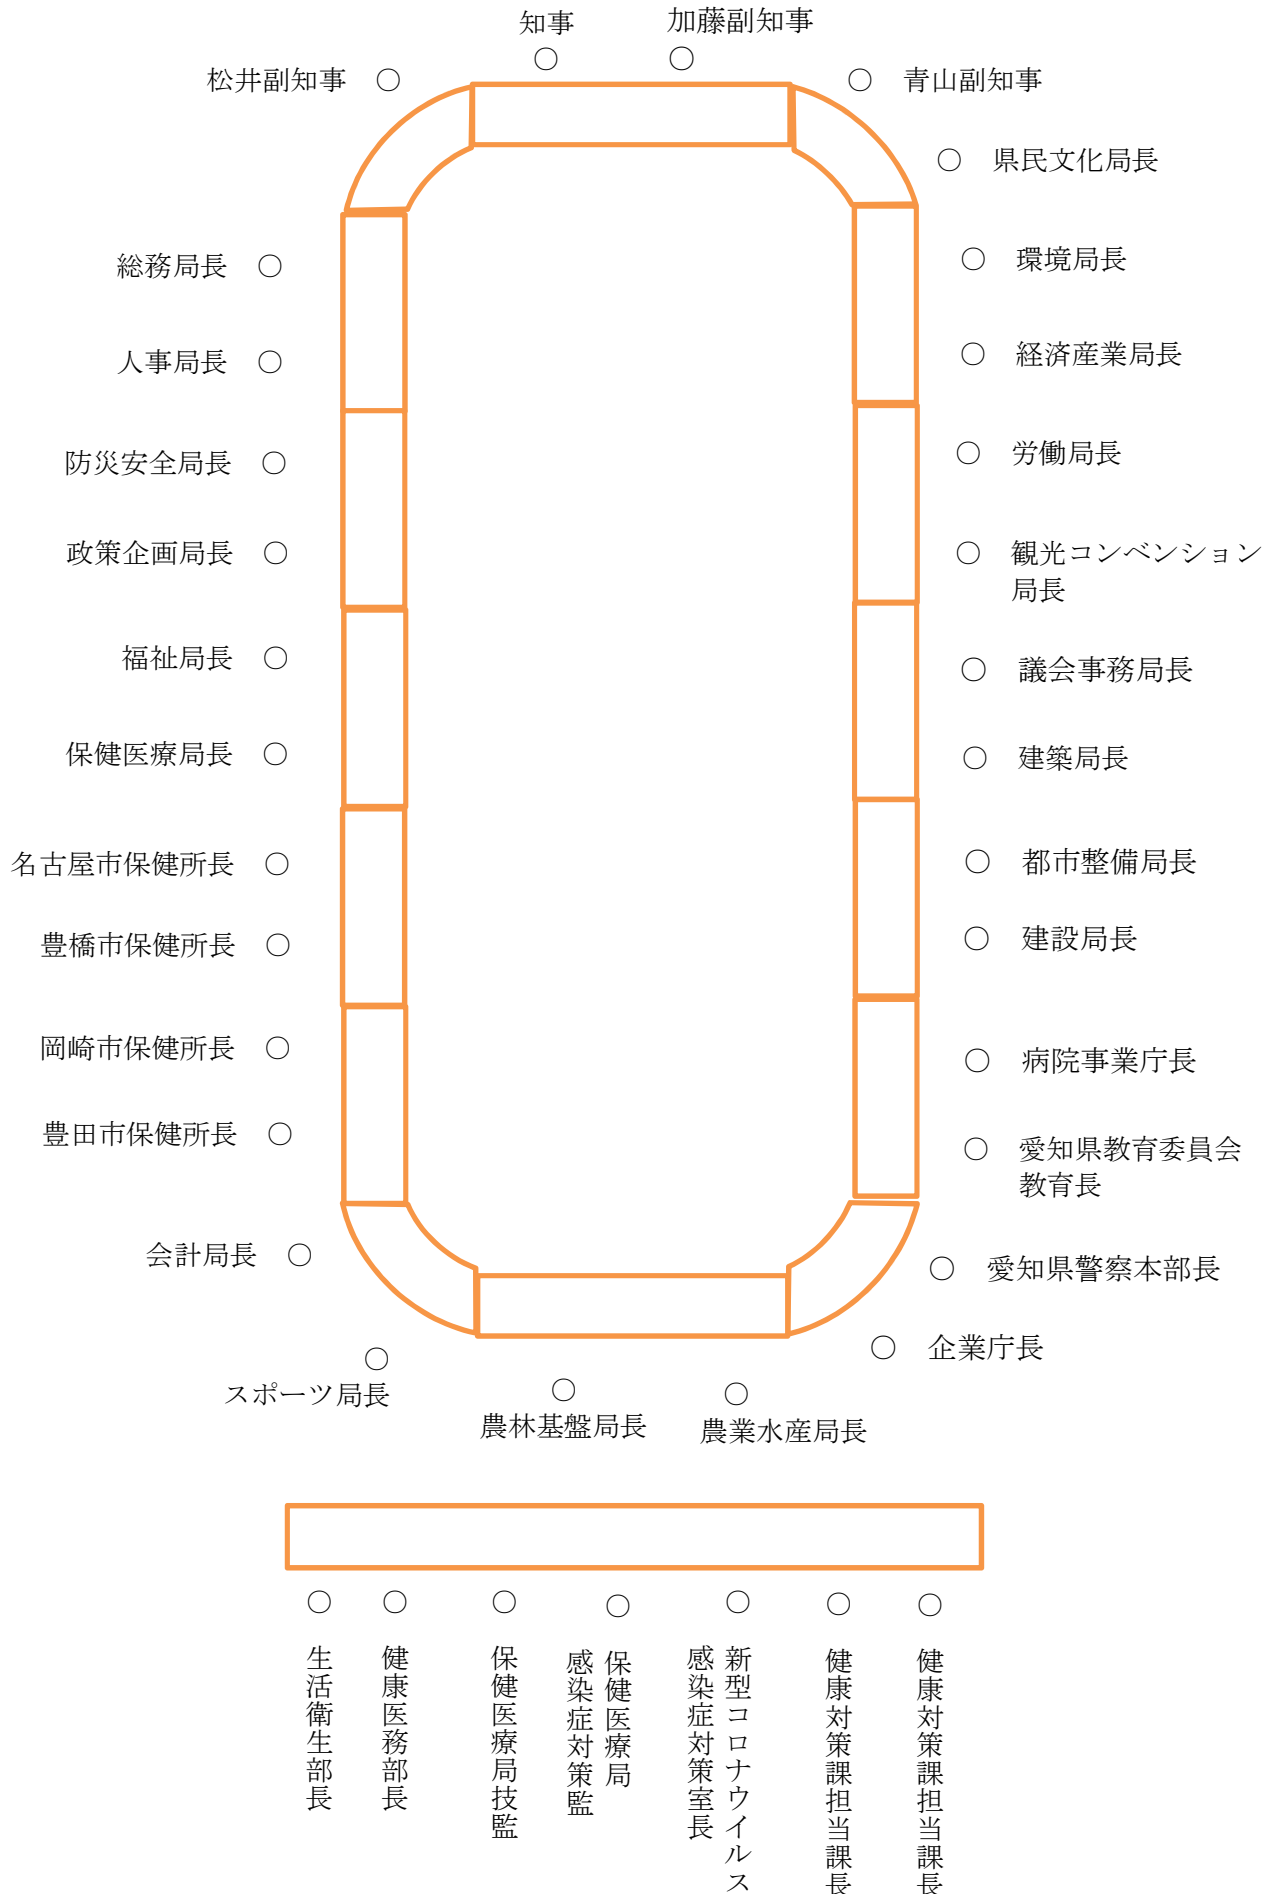 知事
加藤副知事
松井副知事 ○
○ 青山副知事
○ 県民文化局長
総務局長 ○
○ 環境局長
人事局長 ○
○ 経済産業局長
防災安全局長 ○
○ 労働局長
政策企画局長 ○
○ 観光コンベンション
局長
福祉局長 ○
○ 議会事務局長
保健医療局長 ○
○ 建築局長
名古屋市保健所長 ○
○ 都市整備局長
豊橋市保健所長 ○
○ 建設局長
岡崎市保健所長 ○
○ 病院事業庁長
豊田市保健所長 ○
○ 愛知県教育委員会
教育長
会計局長 ○
○ 愛知県警察本部長
○ 企業庁長
スポーツ局長
農林基盤局長
農業水産局長
生活衛生部長
健康医務部長
保健医療局技監
保健医療局
感染症対策監
新型コロナウイルス
感染症対策室長
健康対策課担当課長
健康対策課担当課長